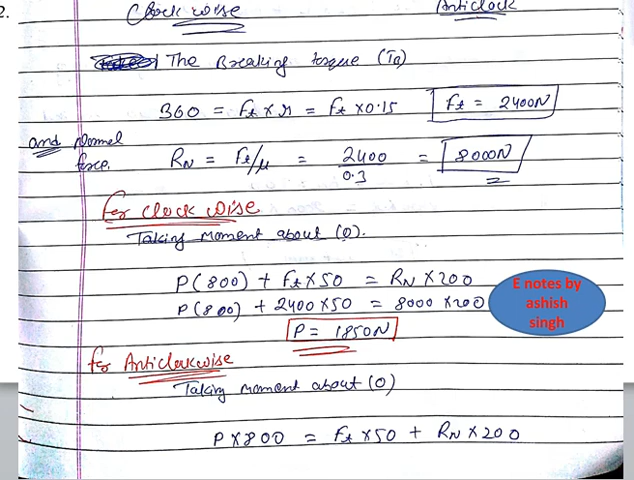 2.
Clock wise
Anticlock
The Breaking torque (TB)
360 = Ft × r = Ft × 0.15
Ft = 2400N
and Normal force.
RN = Ft/μ = 2400/0.3 = 8000N
For Clock wise
Taking Moment about (O).
P(800) + Ft×50 = RN × 200
P(800) + 2400×50 = 8000 × 200
P = 1850N
E notes by
ashish
singh
for Anticlockwise
Taking Moment about (O)
P×800 = Ft ×50 + RN × 200